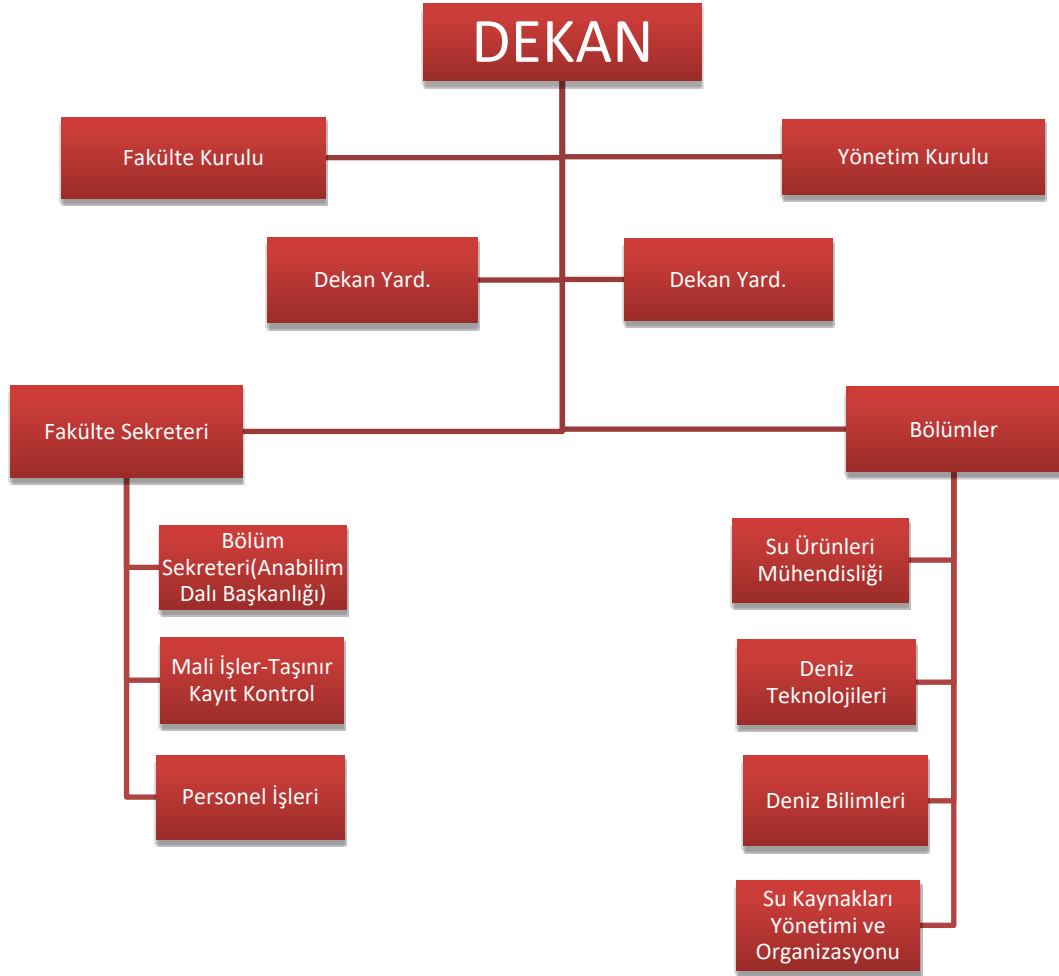 DEKAN
Fakülte Kurulu
Yönetim Kurulu
Dekan Yard.
Dekan Yard.
Fakülte Sekreteri
Bölümler
Bölüm
Sekreteri(Anabilim
Dalı Başkanlığı)
Mali İşler-Taşınır
Kayıt Kontrol
Personel İşleri
Su Ürünleri
Mühendisliği
Deniz
Teknolojileri
Deniz Bilimleri
Su Kaynakları
Yönetimi ve
Organizasyonu